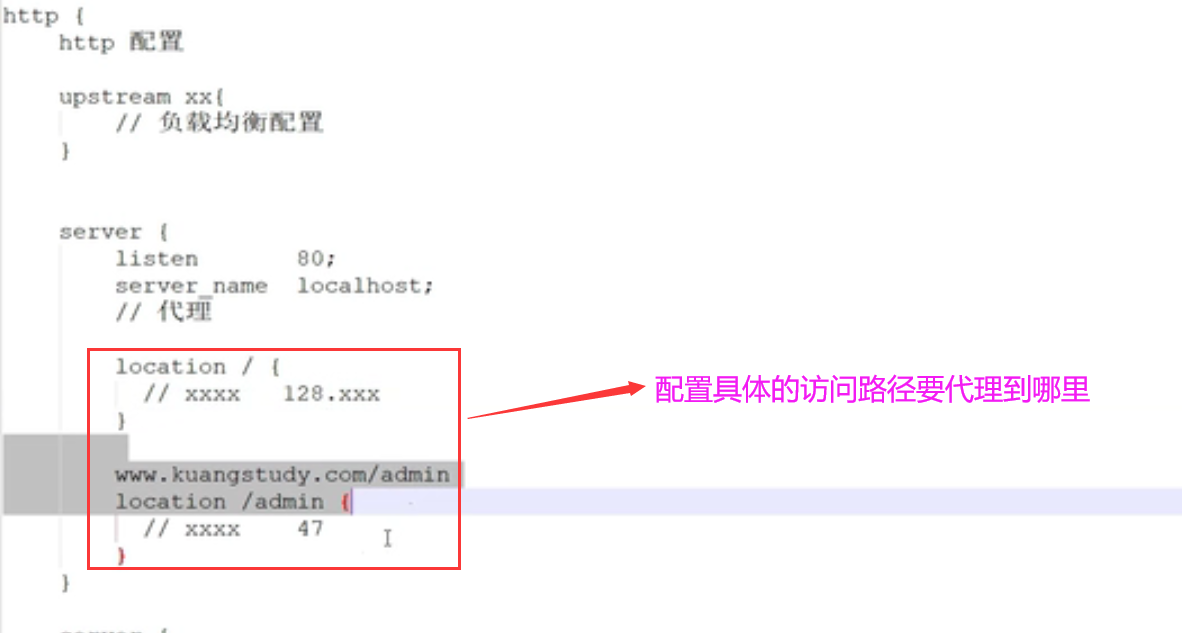 http {
http 配置
upstream xx{
// 负载均衡配置
}
server {
listen 80;
server_name localhost;
// 代理
location / {
// xxxx 128.xxx
}
配置具体的访问路径要代理到哪里
www.kuangstudy.com/admin
location /admin {
// xxxx 47
}
}
server {